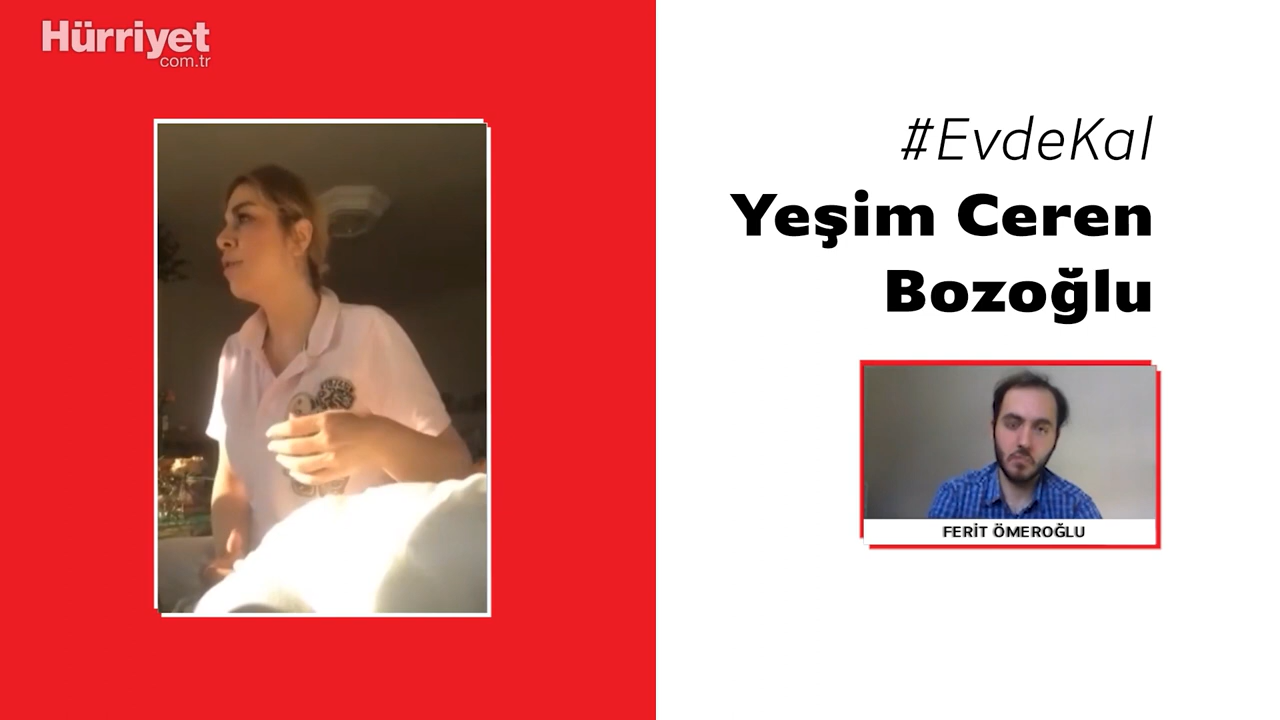 Hürriyet
com.tr
#EvdeKal
Yeşim Ceren
Bozoğlu
FERİT ÖMEROĞLU